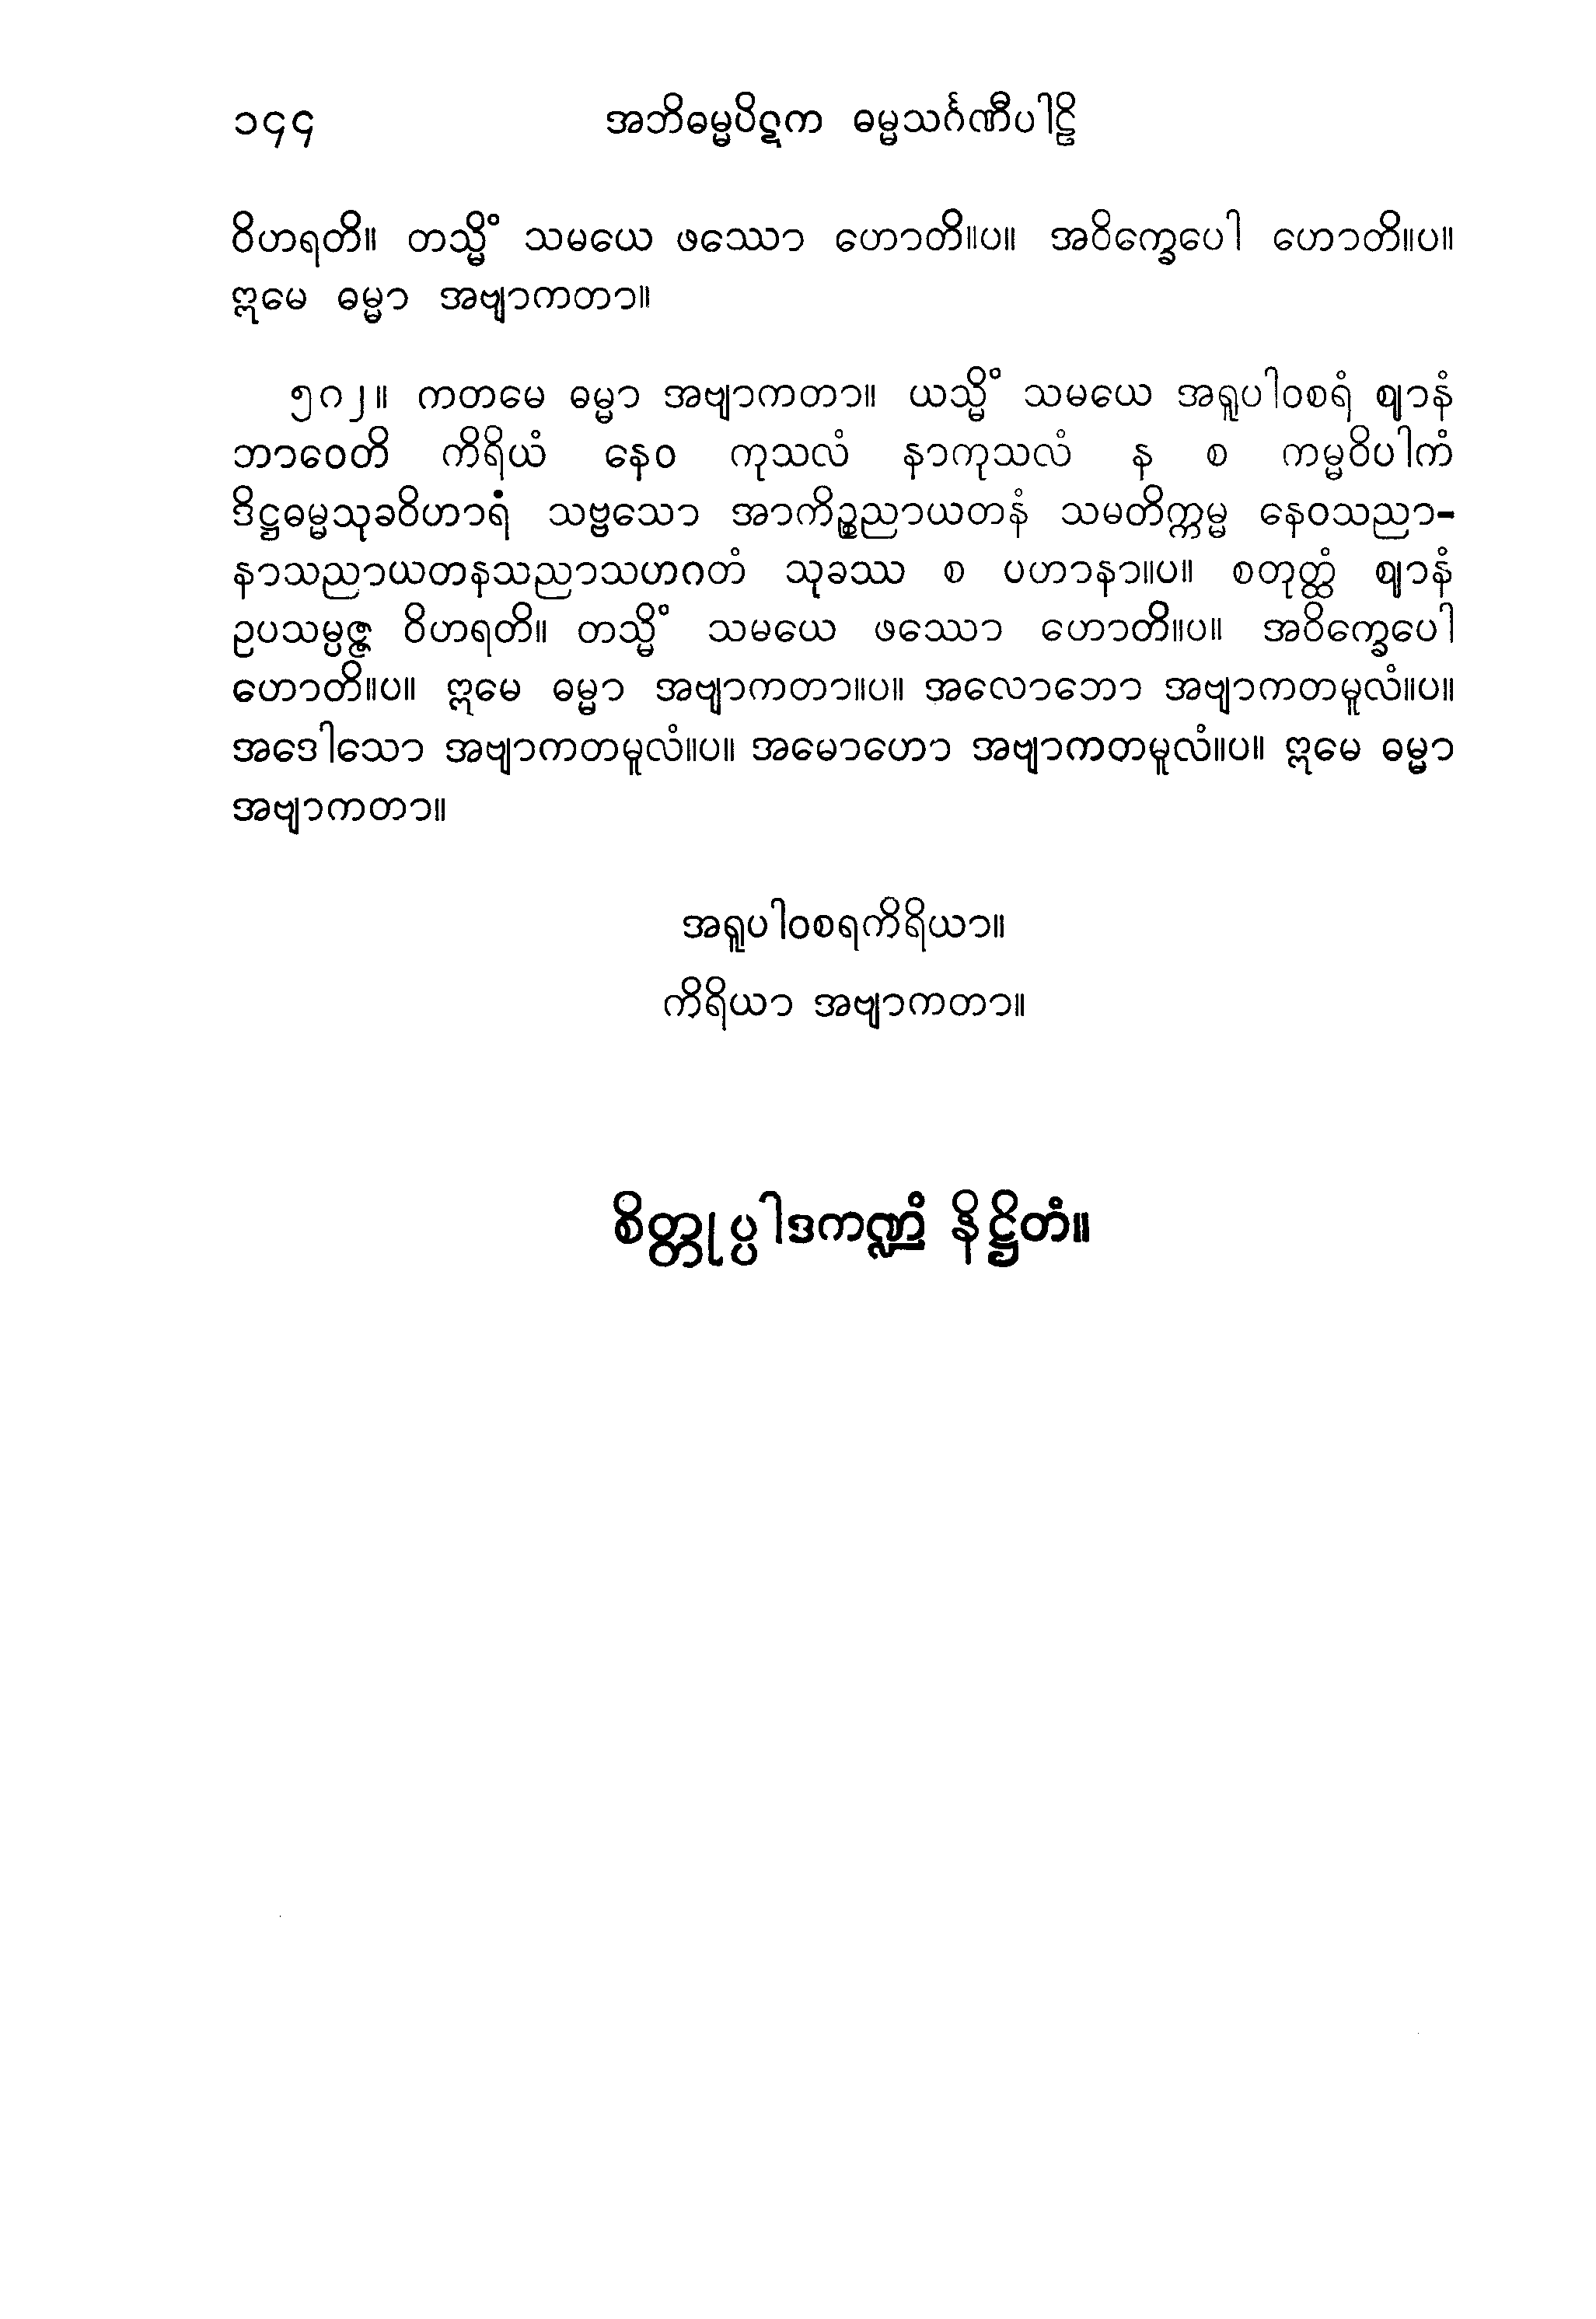 ၁၄၄ အဘိဓမ္မပိဋက ဓမ္မသင်္ဂဏီပါဠိ
ဝိဟရတိ။ တသ္မိံ သမယေ ဖဿော ဟောတိ။ပ။ အဝိက္ခေပေါ ဟောတိ။ပ။
ဣမေ ဓမ္မာ အဗျာကတာ။
၅၈၂။ ကတမေ ဓမ္မာ အဗျာကတာ။ ယသ္မိံ သမယေ အရူပါဝစရံ ဈာနံ
ဘာဝေတိ ကိရိယံ နေဝ ကုသလံ နာကုသလံ န စ ကမ္မဝိပါကံ
ဒိဋ္ဌဓမ္မသုခဝိဟာရံ သဗ္ဗသော အာကိဉ္စညာယတနံ သမတိက္ကမ္မ နေဝသညာ-
နာသညာယတနသညာသဟဂတံ သုခဿ စ ပဟာနာ။ပ။ စတုတ္ထံ ဈာနံ
ဥပသမ္ပဇ္ဇ ဝိဟရတိ။ တသ္မိံ သမယေ ဖဿော ဟောတိ။ပ။ အဝိက္ခေပေါ
ဟောတိ။ပ။ ဣမေ ဓမ္မာ အဗျာကတာ။ပ။ အလောဘော အဗျာကတမူလံ။ပ။
အဒေါသော အဗျာကတမူလံ။ပ။ အမောဟော အဗျာကတမူလံ။ပ။ ဣမေ ဓမ္မာ
အဗျာကတာ။
အရူပါဝစရကိရိယာ။
ကိရိယာ အဗျာကတာ။
စိတ္တုပ္ပါဒကဏ္ဍံ နိဋ္ဌိတံ။